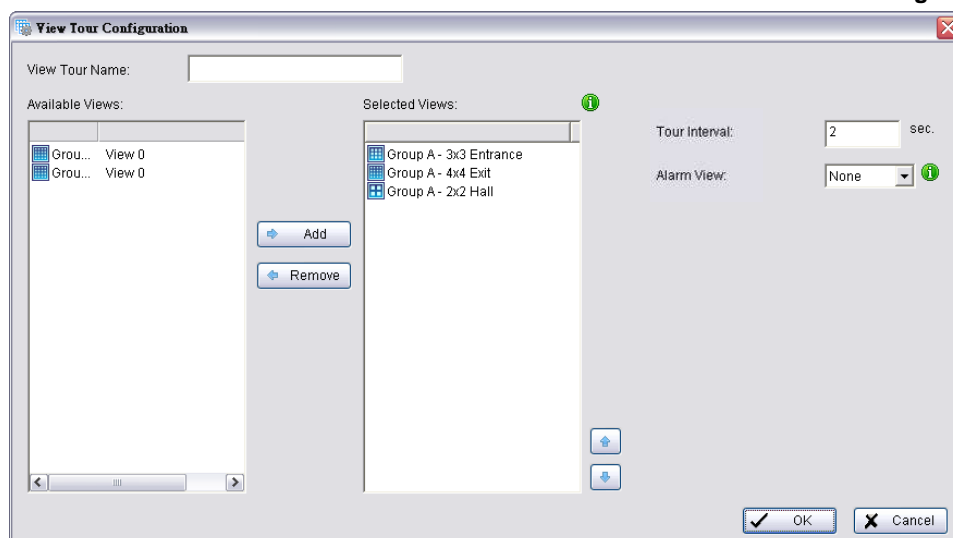 View Tour Configuration
View Tour Name:
Available Views:
Selected Views:
Grou... View 0
Grou... View 0
Add
Remove
Group A - 3x3 Entrance
Group A - 4x4 Exit
Group A - 2x2 Hall
Tour Interval: 2 sec.
Alarm View: None
OK
Cancel